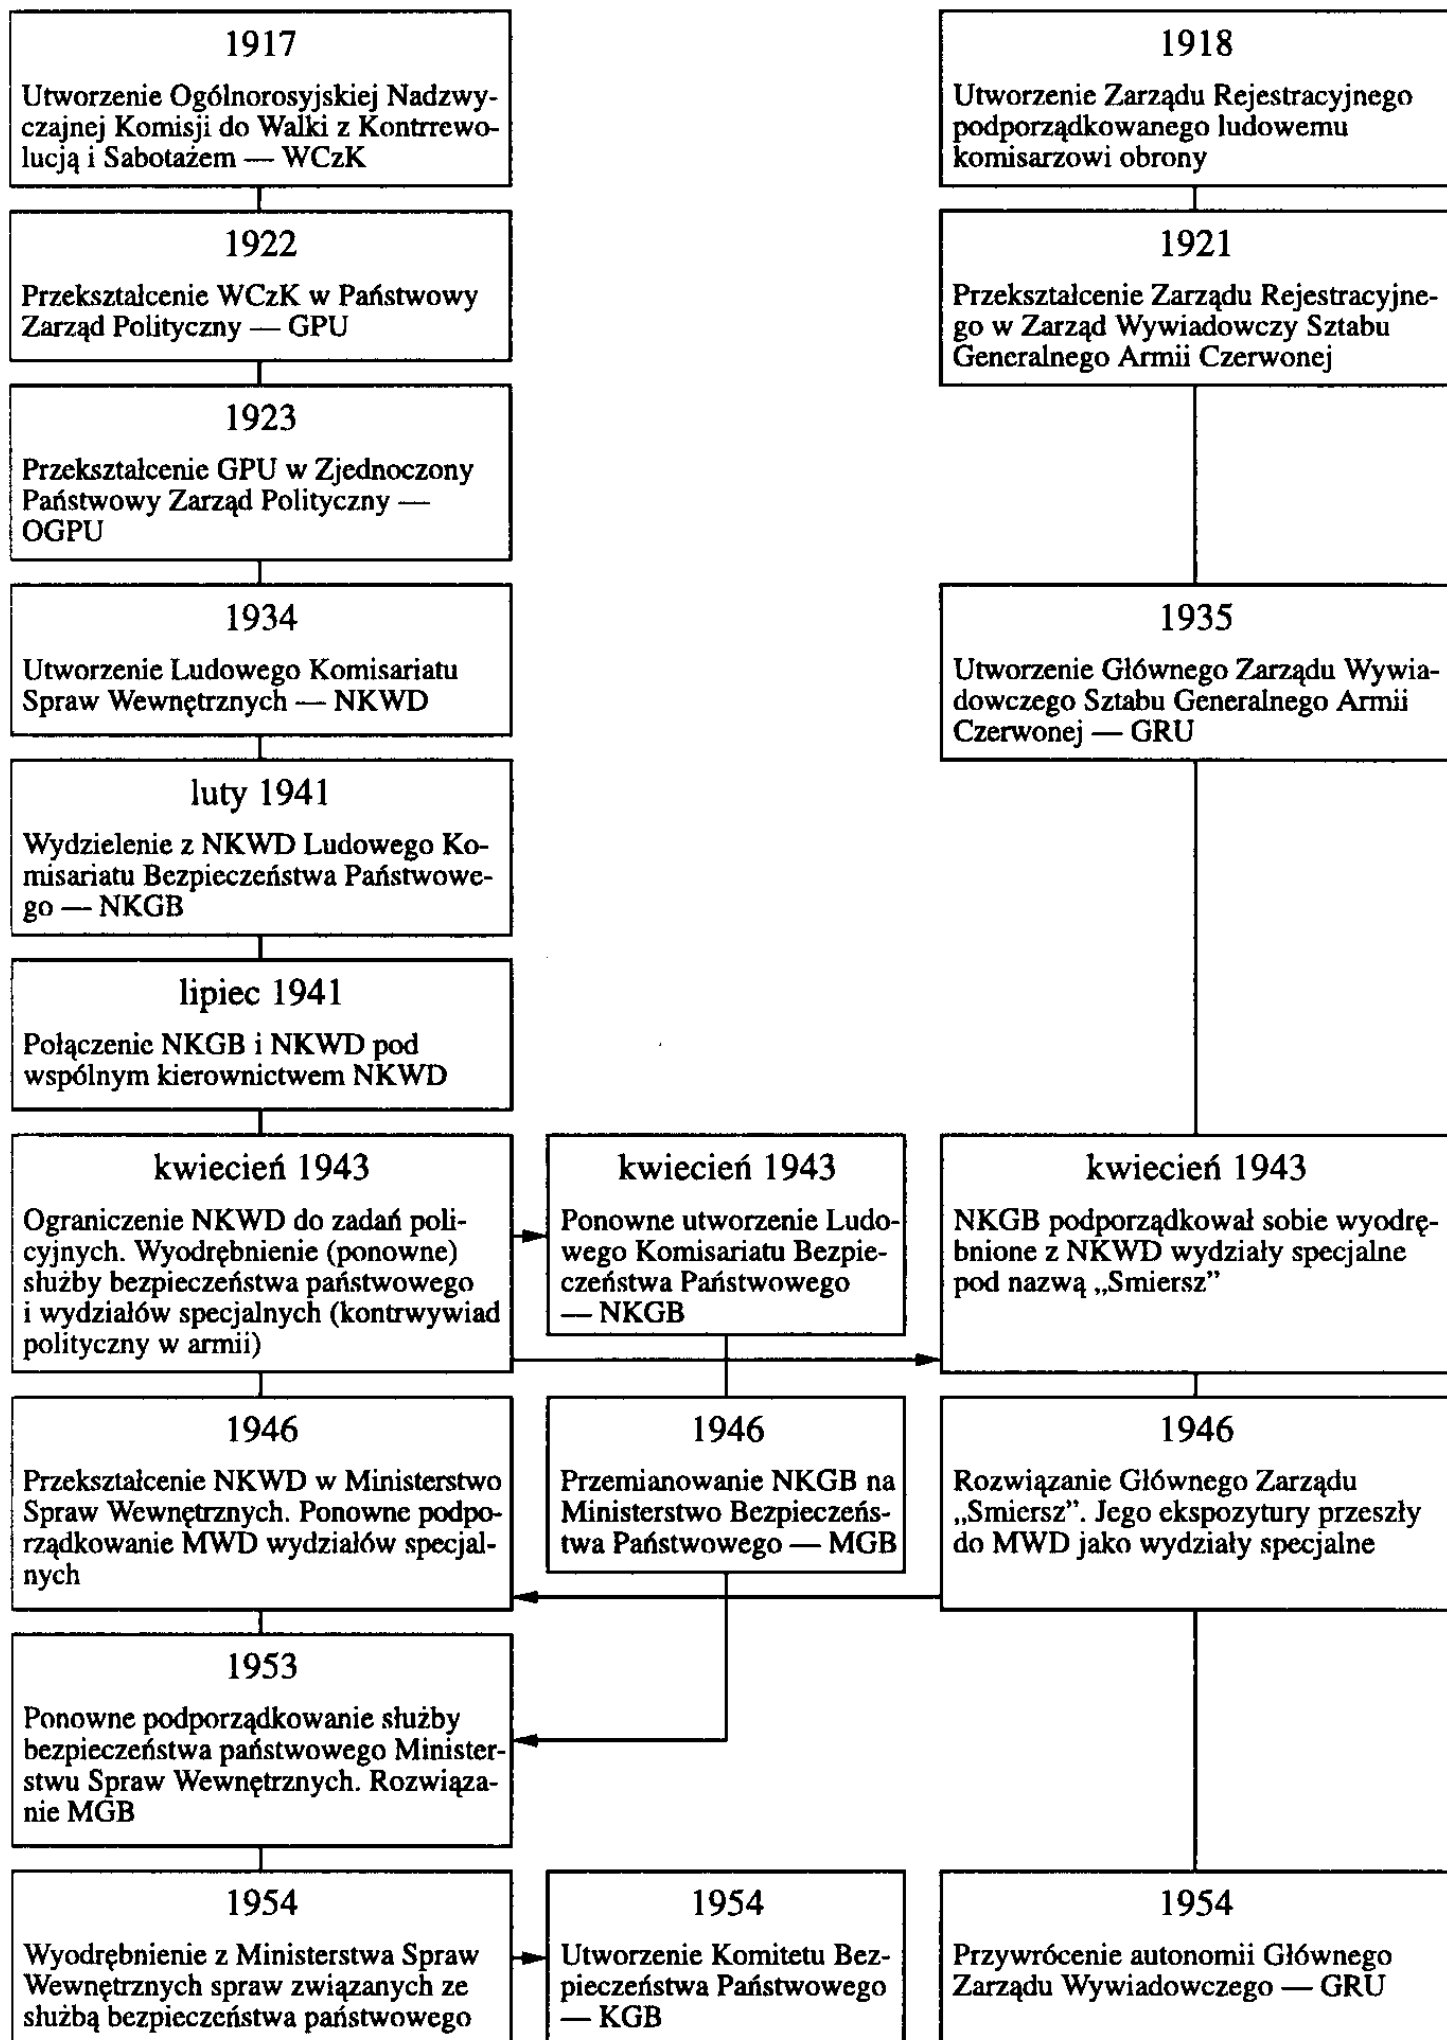 1917
Utworzenie Ogólnorosyjskiej Nadzwy-
czajnej Komisji do Walki z Kontrrewo-
lucją i Sabotażem — WCzK
1918
Utworzenie Zarządu Rejestracyjnego
podporządkowanego ludowemu
komisarzowi obrony
1922
Przekształcenie WCzK w Państwowy
Zarząd Polityczny — GPU
1921
Przekształcenie Zarządu Rejestracyjne-
go w Zarząd Wywiadowczy Sztabu
Generalnego Armii Czerwonej
1923
Przekształcenie GPU w Zjednoczony
Państwowy Zarząd Polityczny —
OGPU
1934
Utworzenie Ludowego Komisariatu
Spraw Wewnętrznych — NKWD
1935
Utworzenie Głównego Zarządu Wywia-
dowczego Sztabu Generalnego Armii
Czerwonej — GRU
luty 1941
Wydzielenie z NKWD Ludowego Ko-
misariatu Bezpieczeństwa Państwowe-
go — NKGB
lipiec 1941
Połączenie NKGB i NKWD pod
wspólnym kierownictwem NKWD
kwiecień 1943
Ograniczenie NKWD do zadań poli-
cyjnych. Wyodrębnienie (ponowne)
służby bezpieczeństwa państwowego
i wydziałów specjalnych (kontrwywiad
polityczny w armii)
kwiecień 1943
Ponowne utworzenie Ludo-
wego Komisariatu Bezpie-
czeństwa Państwowego
— NKGB
kwiecień 1943
NKGB podporządkował sobie wyodrę-
bnione z NKWD wydziały specjalne
pod nazwą „Smiersz”
1946
Przekształcenie NKWD w Ministerstwo
Spraw Wewnętrznych. Ponowne podpo-
rządkowanie MWD wydziałów specjal-
nych
1946
Przemianowanie NKGB na
Ministerstwo Bezpieczeńs-
twa Państwowego — MGB
1946
Rozwiązanie Głównego Zarządu
„Smiersz”. Jego ekspozytury przeszły
do MWD jako wydziały specjalne
1953
Ponowne podporządkowanie służby
bezpieczeństwa państwowego Minister-
stwu Spraw Wewnętrznych. Rozwiąza-
nie MGB
1954
Wyodrębnienie z Ministerstwa Spraw
Wewnętrznych spraw związanych ze
służbą bezpieczeństwa państwowego
1954
Utworzenie Komitetu Bez-
pieczeństwa Państwowego
— KGB
1954
Przywrócenie autonomii Głównego
Zarządu Wywiadowczego — GRU